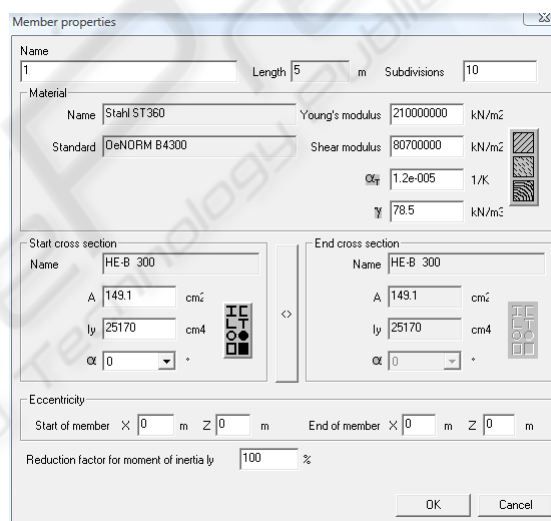 Member properties
Name
1 Length 5 m Subdivisions 10
Material
Name Stahl ST360 Young's modulus 210000000 kN/m2
Standard OeNORM B4300 Shear modulus 80700000 kN/m2
αT 1.2e-005 1/K
γ 78.5 kN/m3
Start cross section End cross section
Name HE-B 300 Name HE-B 300
A 149.1 cm2 <> A 149.1 cm2
Iy 25170 cm4 Iy 25170 cm4
α 0 ° α 0 °
Eccentricity
Start of member X 0 m Z 0 m End of member X 0 m Z 0 m
Reduction factor for moment of inertia Iy 100 %
OK Cancel